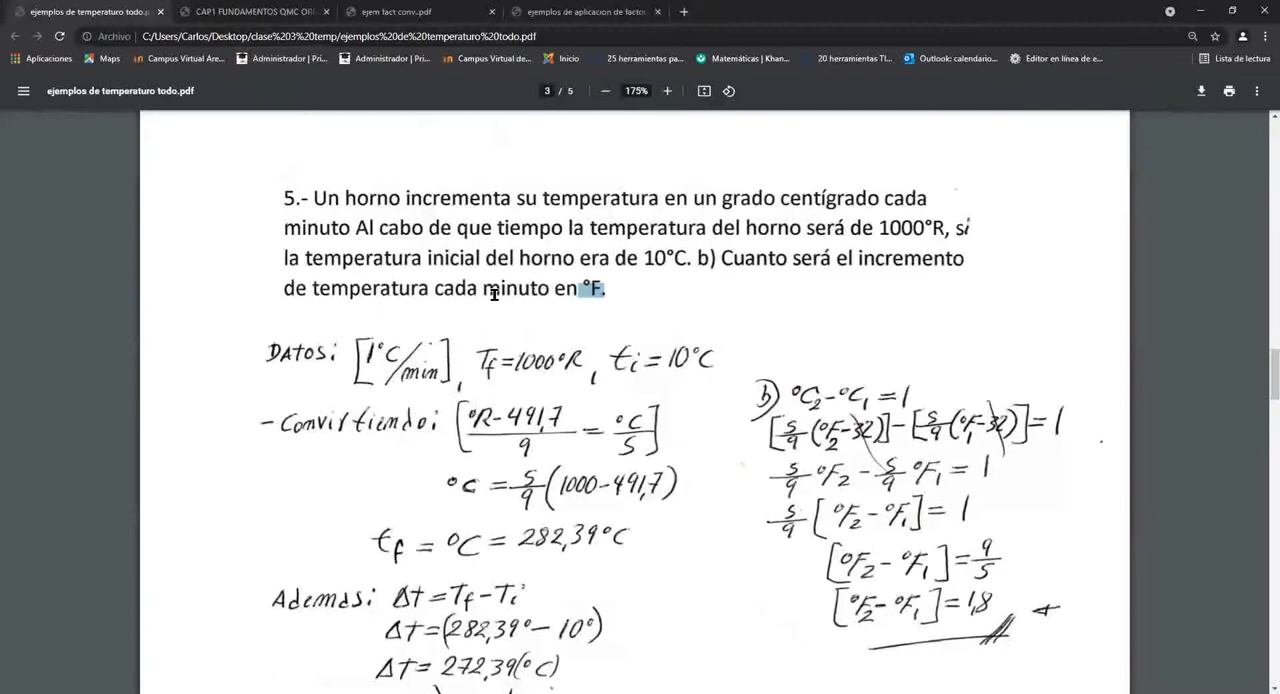 ejemplos de temperaturo todo.p
CAP1 FUNDAMENTOS QMC OR
ejem fact conv..pdf
ejemplos de aplicacion de facto
Archivo
C:/Users/Carlos/Desktop/clase%203%20temp/ejemplos%20de%20temperaturo%20todo.pdf
Aplicaciones
Maps
Campus Virtual Áre...
Administrador | Pri...
Administrador | Pri...
Campus Virtual de...
Inicio
25 herramientas pa...
Matemáticas | Khan...
20 herramientas TI...
Outlook: calendario...
Editor en línea de e...
Lista de lectura
ejemplos de temperaturo todo.pdf
3 / 5
175%
5.- Un horno incrementa su temperatura en un grado centígrado cada
minuto Al cabo de que tiempo la temperatura del horno será de 1000°R, si
la temperatura inicial del horno era de 10°C. b) Cuanto será el incremento
de temperatura cada minuto en °F.
DATOS: [1°C/min], Tf=1000°R, ti=10°C
- Convirtiendo: [°R-491,7/9 = °C/5]
°C = 5/9 (1000-491,7)
tf = °C = 282,39°C
Ademas: Δt=Tf-Ti
Δt=(282,39°-10°)
Δt= 272,39(°C)
b) °C2-°C1=1
[5/9(°F2-32)]-[5/9(°F1-32)]=1
5/9 °F2 - 5/9 °F1 = 1
5/9 [°F2-°F1]= 1
[°F2-°F1]=9/5
[°F2-°F1]=1,8